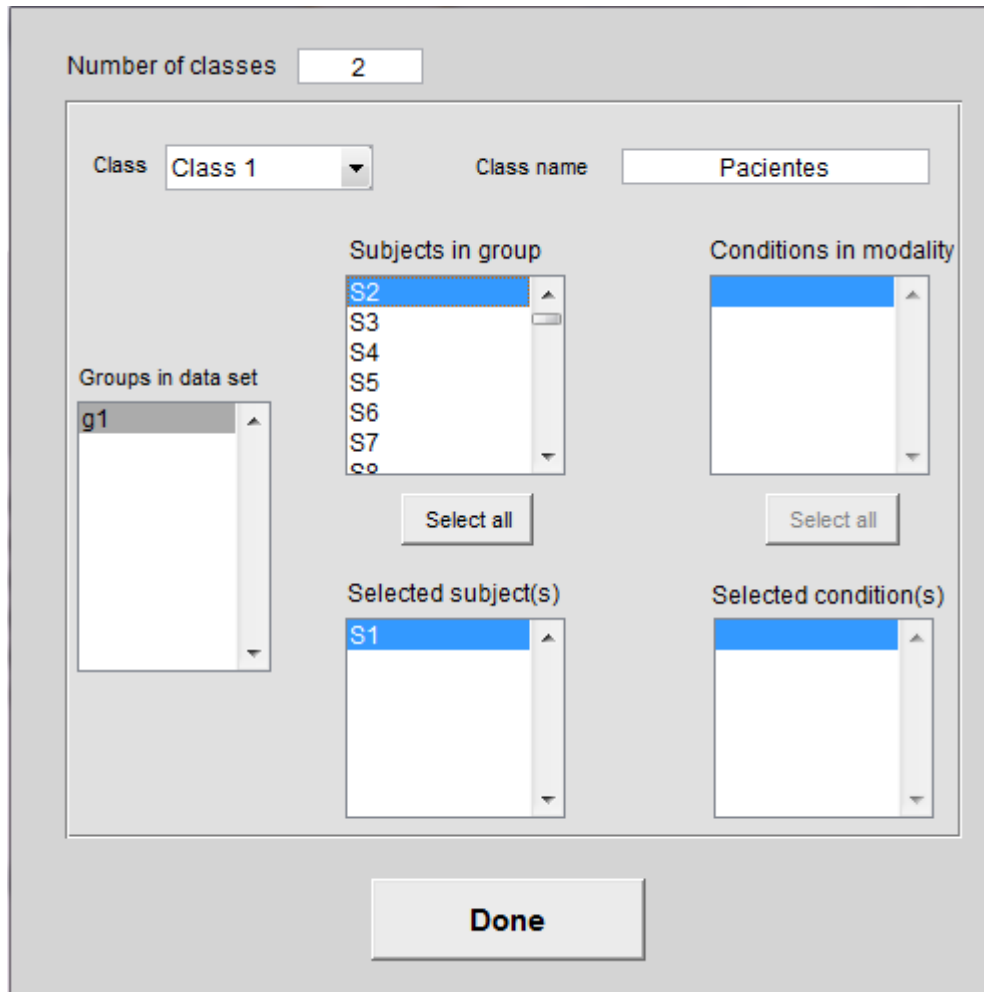 Number of classes 2
Class Class 1 Class name Pacientes
Subjects in group
Conditions in modality
S2
S3
S4
S5
S6
S7
S8
Groups in data set
g1
Select all
Select all
Selected subject(s)
Selected condition(s)
S1
Done